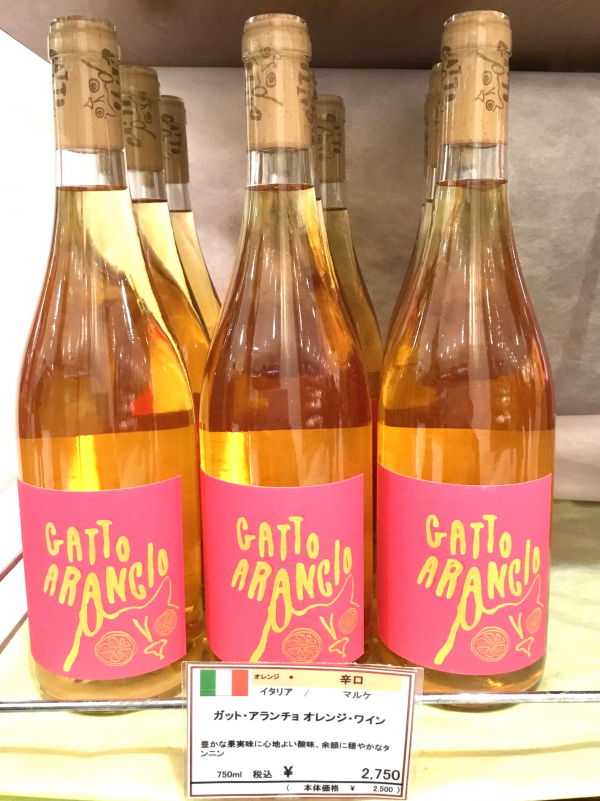 GATTO
GATTO
ARANCIO
GATTO
ARANCIO
GATTO
ARANCIO
オレンジ ■ 辛口
イタリア / マルケ
ガット・アランチョ オレンジ・ワイン
豊かな果実味に心地よい酸味、余韻に穏やかなタ
ンニン
750ml 税込 ¥ 2,750
( 本体価格 ¥ 2,500 )